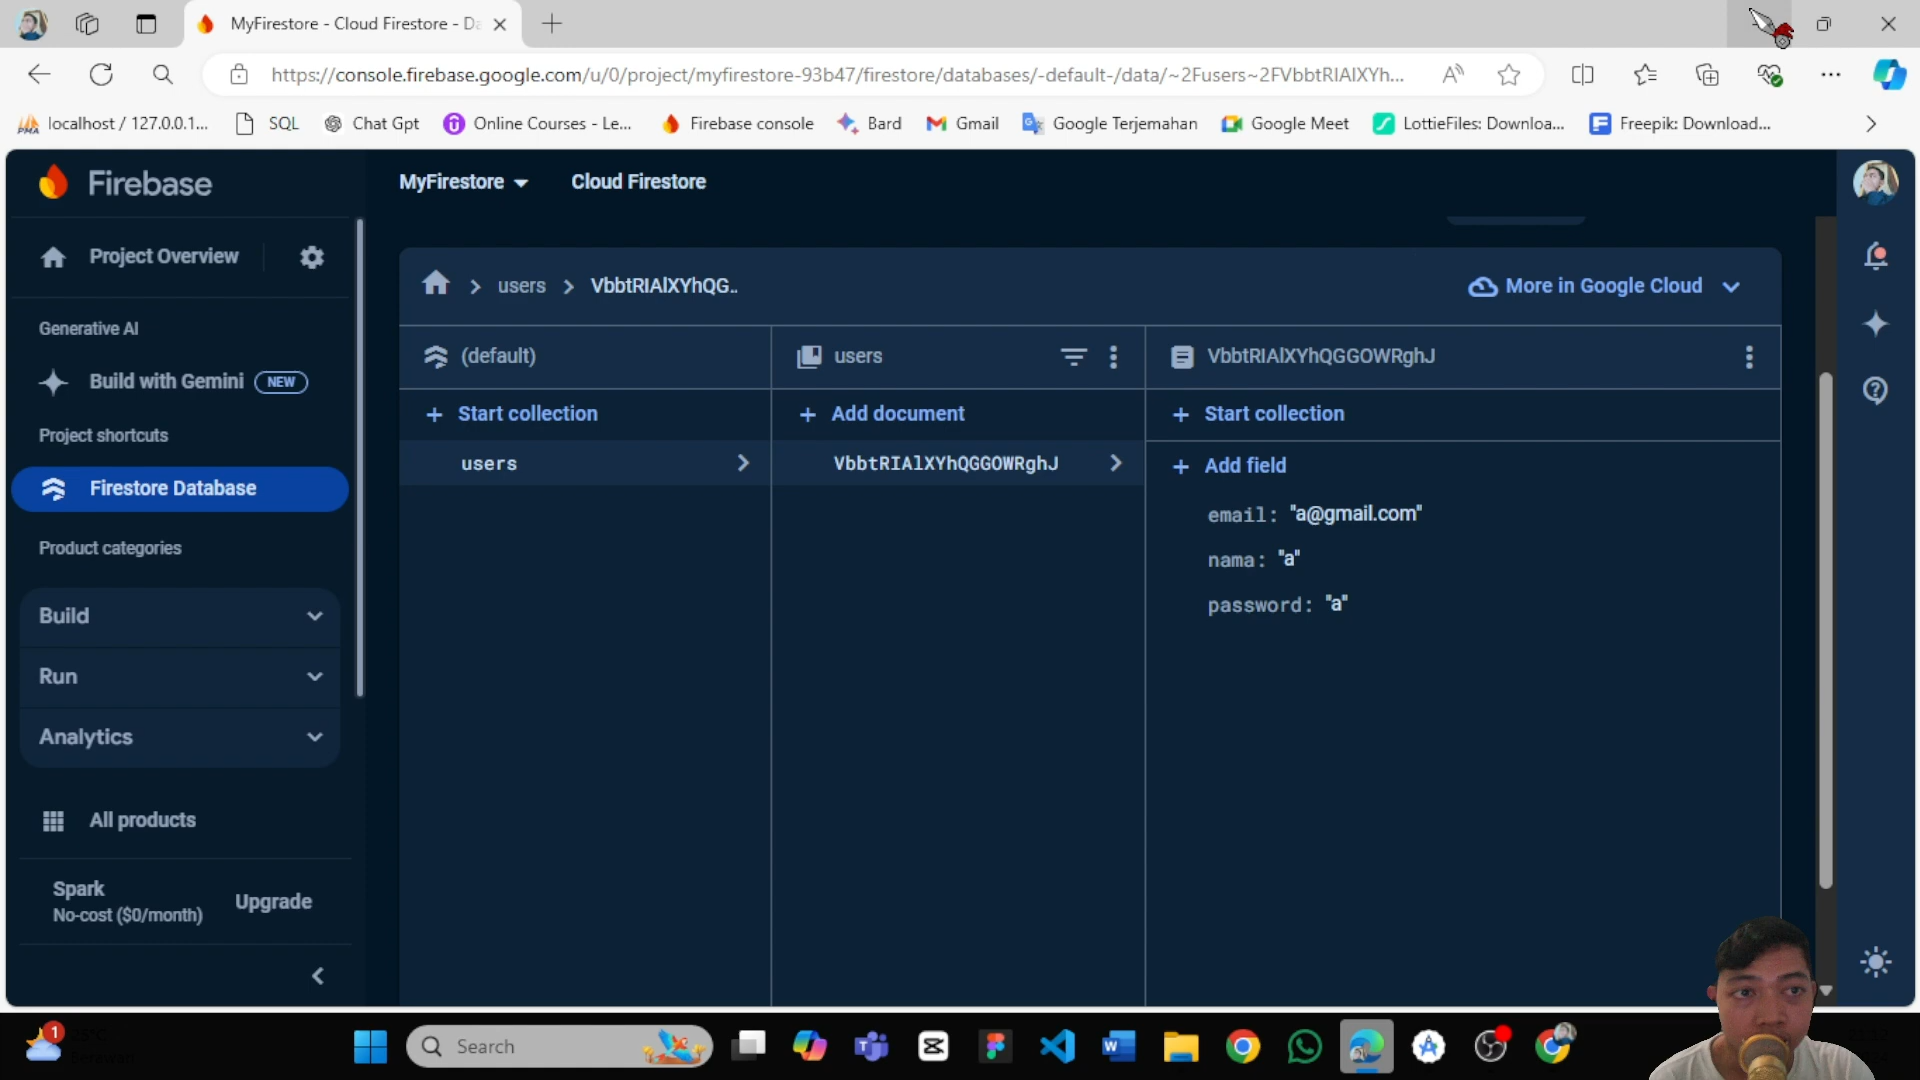 MyFirestore - Cloud Firestore - Da
https://console.firebase.google.com/u/0/project/myfirestore-93b47/firestore/databases/-default-/data/~2Fusers~2FVbbtRIAlXYh...
localhost / 127.0.0.1... SQL Chat Gpt Online Courses - Le... Firebase console Bard Gmail Google Terjemahan Google Meet LottieFiles: Downloa... Freepik: Download...
Firebase
MyFirestore Cloud Firestore
Project Overview
users VbbtRIAlXYhQG..
More in Google Cloud
Generative AI
Build with Gemini NEW
Project shortcuts
Firestore Database
Product categories
Build
Run
Analytics
All products
Spark
No-cost ($0/month)
Upgrade
(default)
Start collection
users
users
Add document
VbbtRIAlXYhQGGOWRghJ
VbbtRIAlXYhQGGOWRghJ
Start collection
Add field
email: "a@gmail.com"
nama: "a"
password: "a"
1
Search